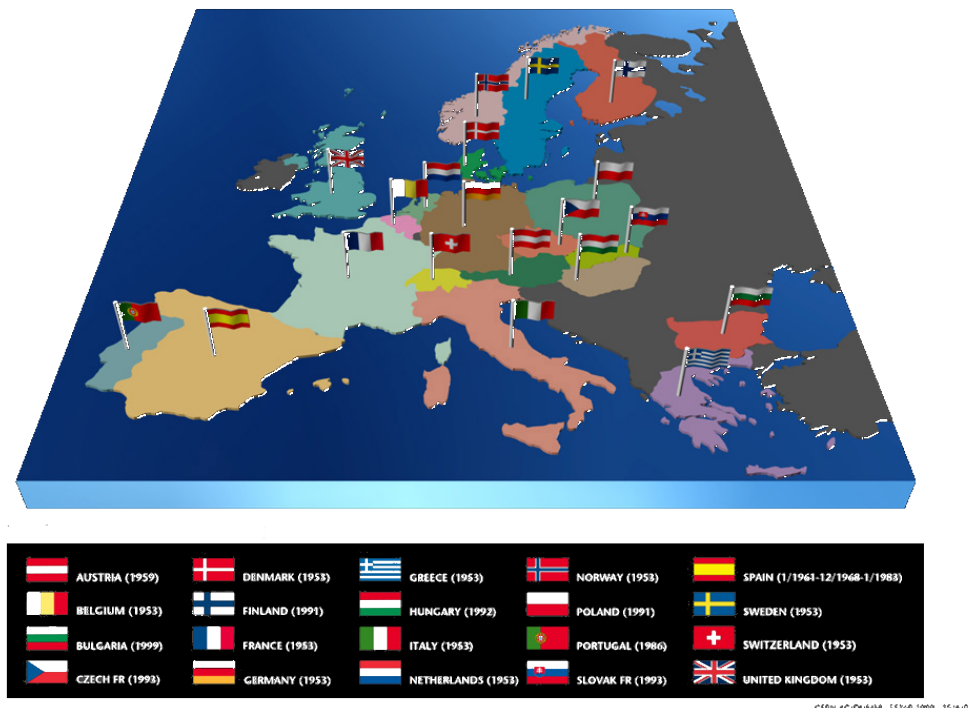 AUSTRIA (1959)
DENMARK (1953)
GREECE (1953)
NORWAY (1953)
SPAIN (1/1961-12/1968-1/1983)
BELGIUM (1953)
FINLAND (1991)
HUNGARY (1992)
POLAND (1991)
SWEDEN (1953)
BULGARIA (1999)
FRANCE (1953)
ITALY (1953)
PORTUGAL (1986)
SWITZERLAND (1953)
CZECH FR (1993)
GERMANY (1953)
NETHERLANDS (1953)
SLOVAK FR (1993)
UNITED KINGDOM (1953)